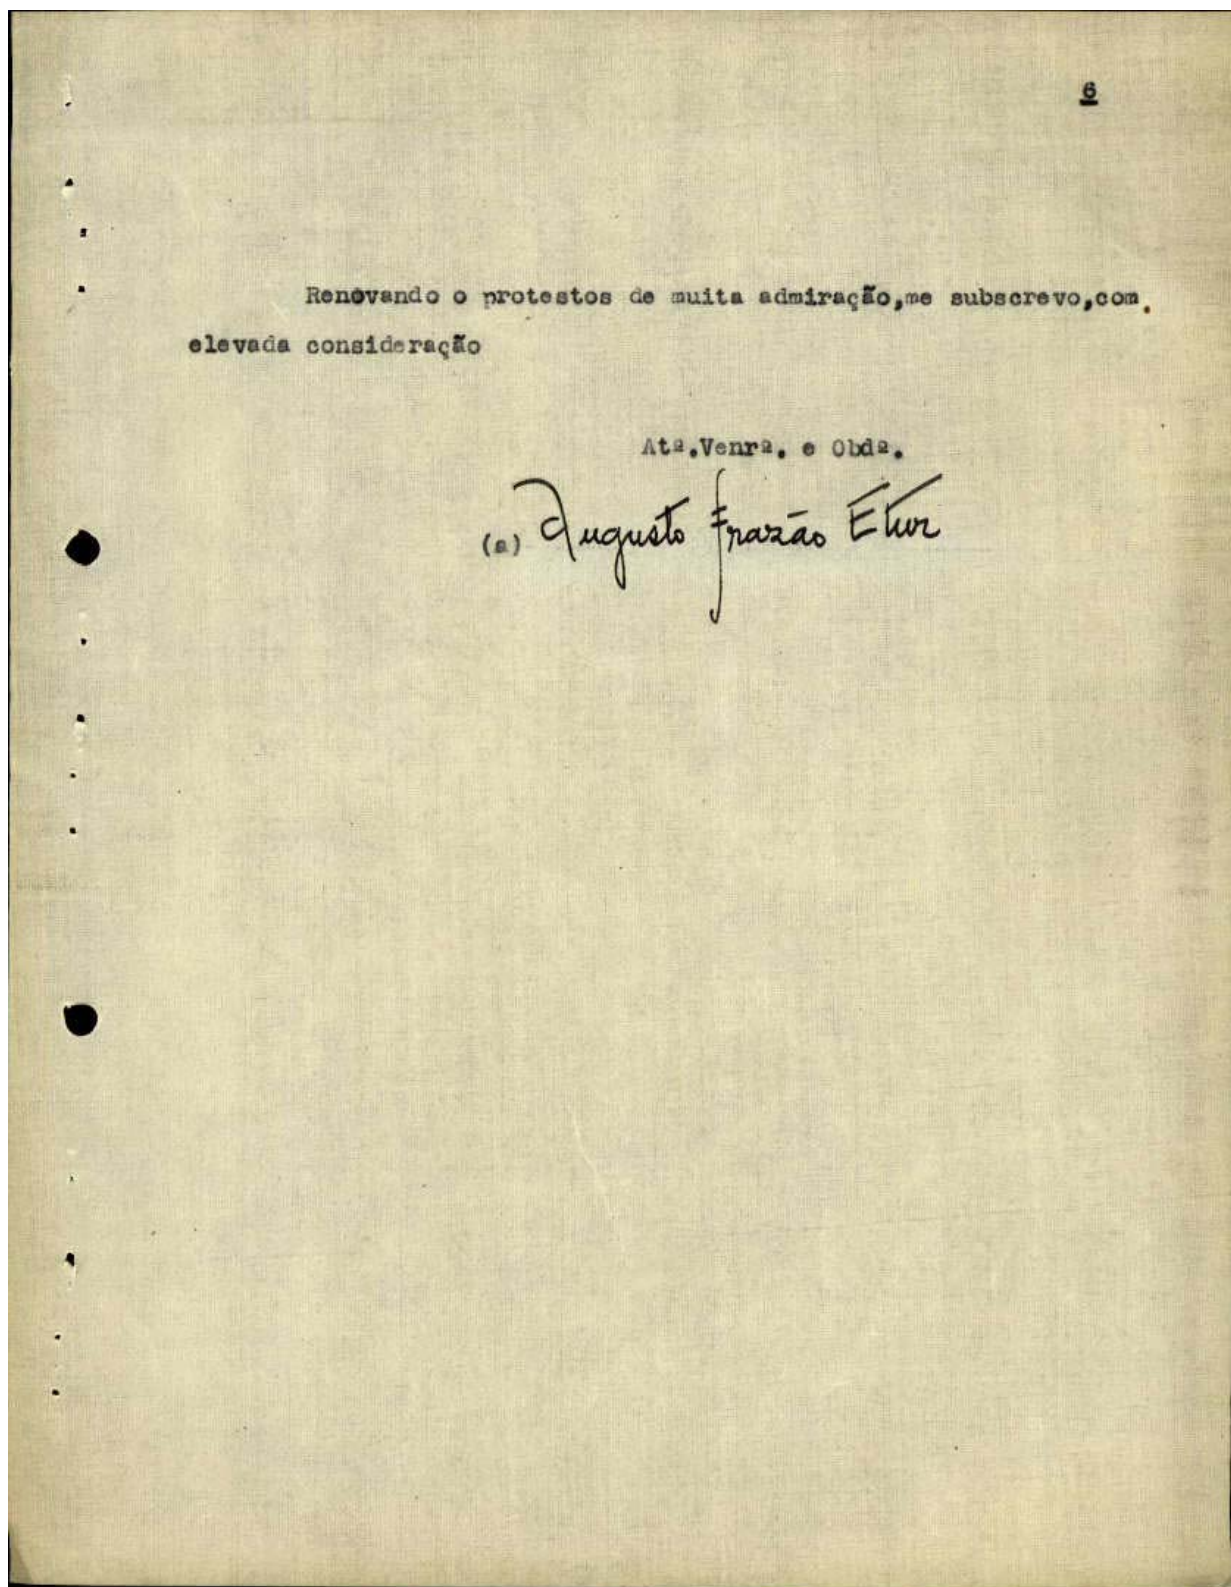 6
Renovando o protestos de muita admiração,me subscrevo,com
elevada consideração
Atº.Venrº. e Obdº.
(a) Augusto Frazão